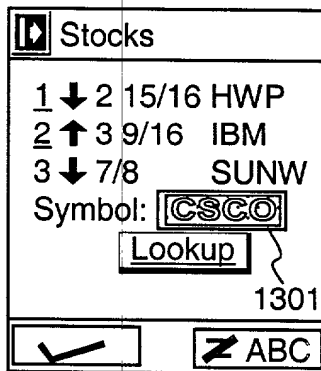 Stocks
1 ↓ 2 15/16 HWP
2 ↑ 3 9/16 IBM
3 ↓ 7/8 SUNW
Symbol: CSCO
Lookup
1301
ABC